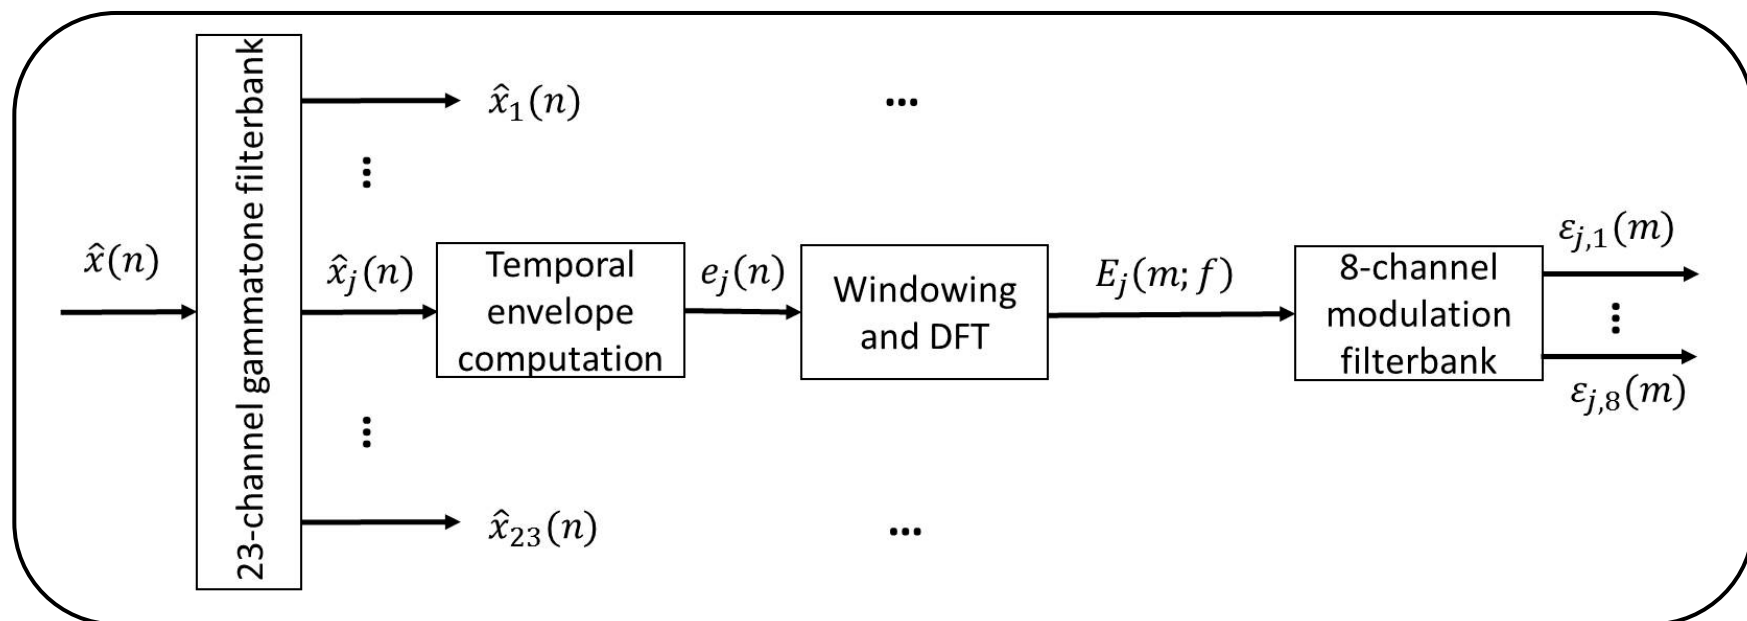 23-channel gammatone filterbank
x̂₁(n)
...
x̂(n)
x̂ⱼ(n)
Temporal
envelope
computation
eⱼ(n)
Windowing
and DFT
Eⱼ(m; f)
8-channel
modulation
filterbank
εⱼ,₁(m)
εⱼ,₈(m)
x̂₂₃(n)
...